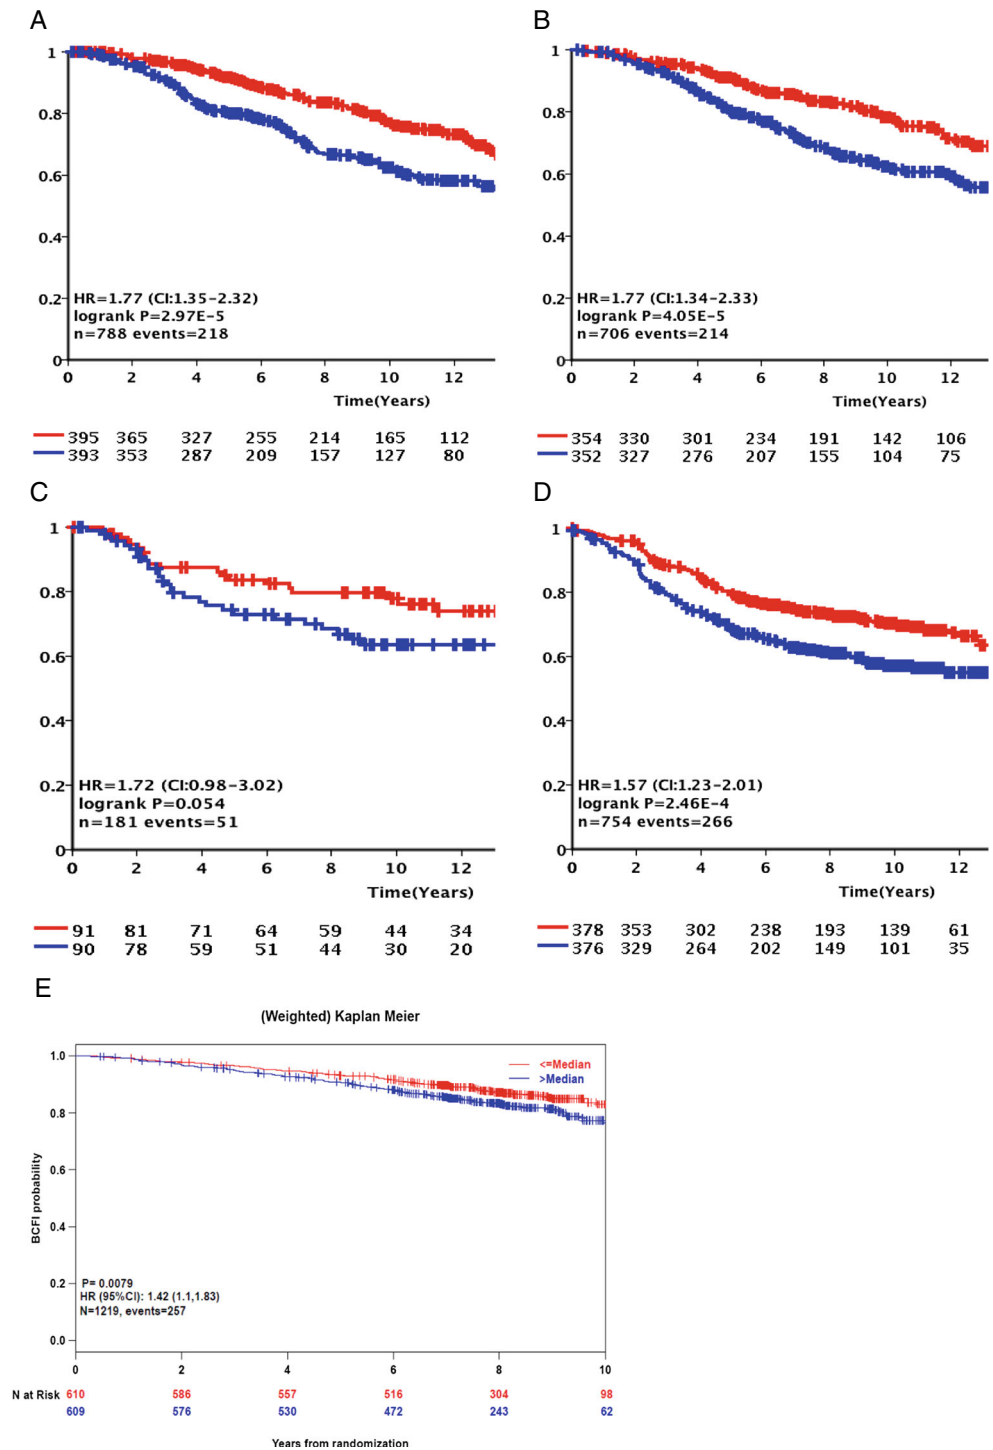 A
1
0.8
0.6
0.4
0.2
0
HR=1.77 (CI:1.35-2.32)
logrank P=2.97E-5
n=788 events=218
0 2 4 6 8 10 12
Time(Years)
395 365 327 255 214 165 112
393 353 287 209 157 127 80
B
1
0.8
0.6
0.4
0.2
0
HR=1.77 (CI:1.34-2.33)
logrank P=4.05E-5
n=706 events=214
0 2 4 6 8 10 12
Time(Years)
354 330 301 234 191 142 106
352 327 276 207 155 104 75
C
1
0.8
0.6
0.4
0.2
0
HR=1.72 (CI:0.98-3.02)
logrank P=0.054
n=181 events=51
0 2 4 6 8 10 12
Time(Years)
91 81 71 64 59 44 34
90 78 59 51 44 30 20
D
1
0.8
0.6
0.4
0.2
0
HR=1.57 (CI:1.23-2.01)
logrank P=2.46E-4
n=754 events=266
0 2 4 6 8 10 12
Time(Years)
378 353 302 238 193 139 61
376 329 264 202 149 101 35
E
(Weighted) Kaplan Meier
<=Median
>Median
BCFI probability
1.0
0.8
0.6
0.4
0.2
0.0
P= 0.0079
HR (95%CI): 1.42 (1.1,1.83)
N=1219, events=257
0 2 4 6 8 10
N at Risk 610 586 557 516 304 98
609 576 530 472 243 62
Years from randomization